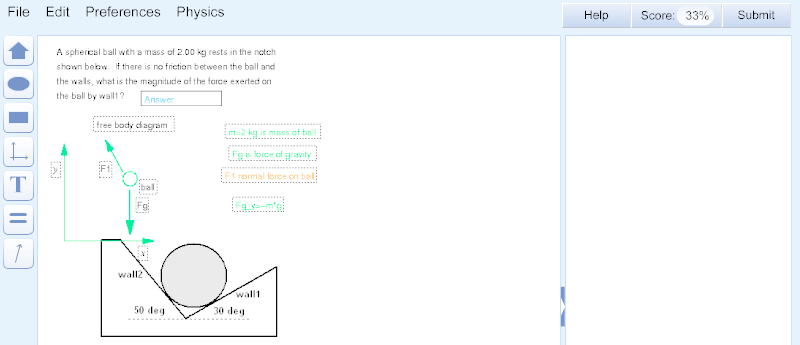 File Edit Preferences Physics
Help Score: 33% Submit
A spherical ball with a mass of 2.00 kg rests in the notch
shown below. If there is no friction between the ball and
the walls, what is the magnitude of the force exerted on
the ball by wall1? Answer
T
free body diagram
y
F1
ball
Fg
x
m=2 kg is mass of ball
Fg is force of gravity
F1 normal force on ball
Fg_y=-m*g
wall2
wall1
50 deg 30 deg